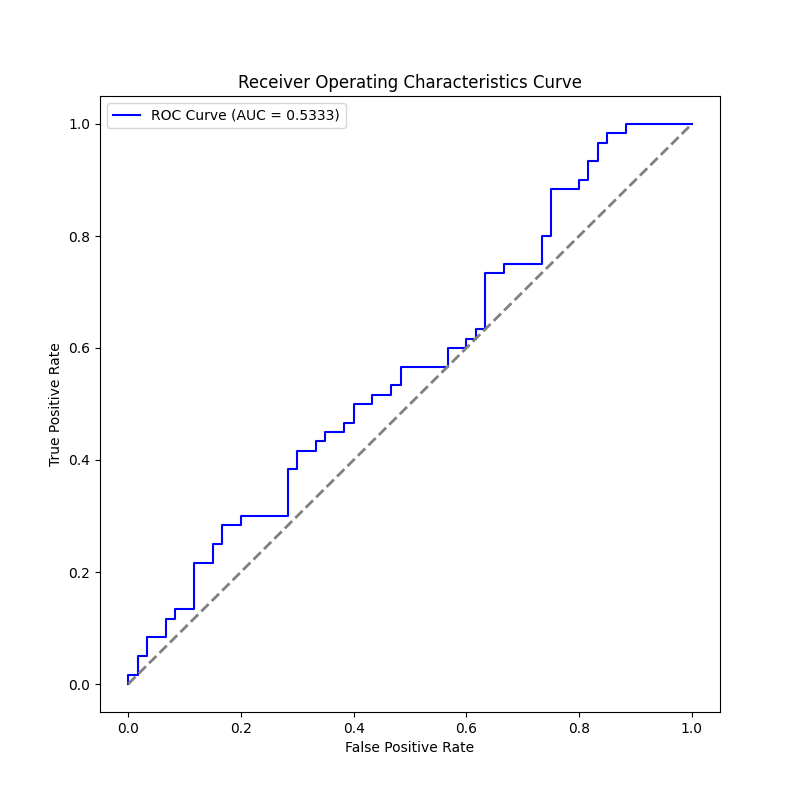 Receiver Operating Characteristics Curve
ROC Curve (AUC = 0.5333)
1.0
0.8
0.6
0.4
0.2
0.0
True Positive Rate
0.0 0.2 0.4 0.6 0.8 1.0
False Positive Rate